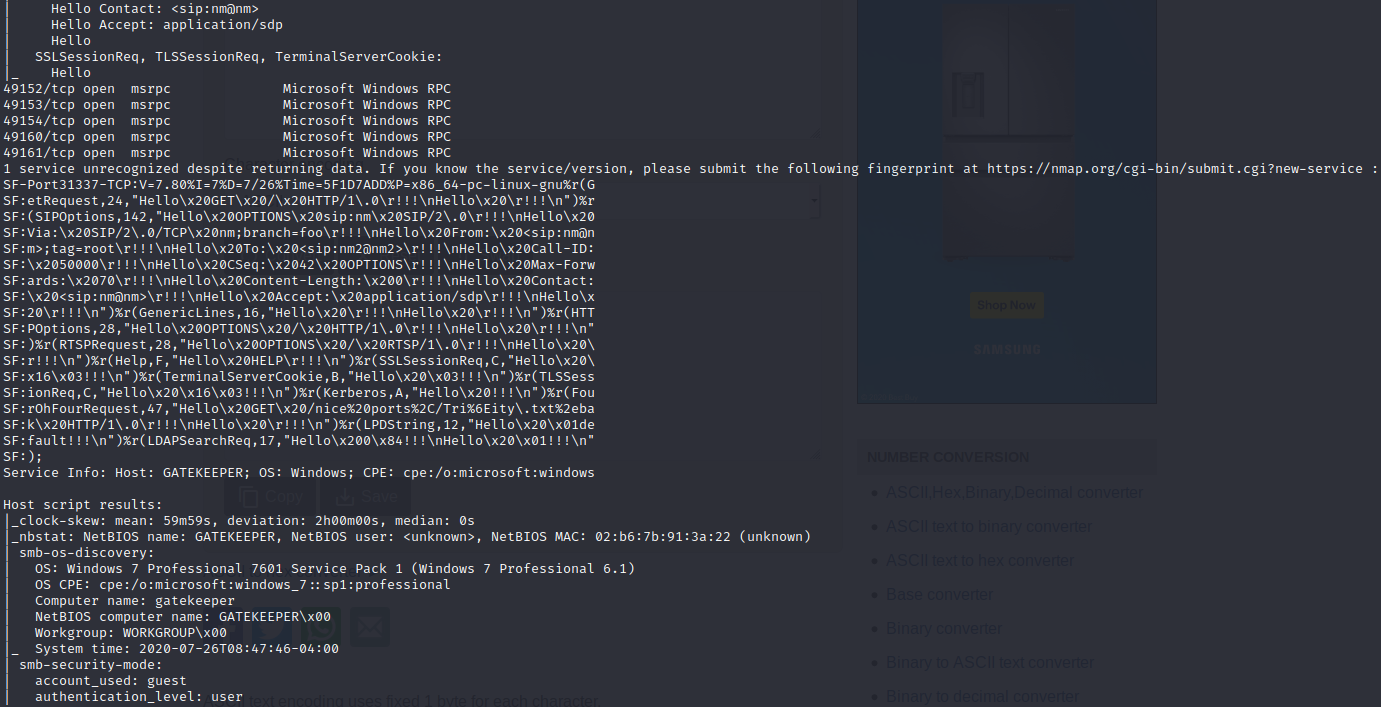 |     Hello Contact: <sip:nm@nm>
|     Hello Accept: application/sdp
|     Hello
|   SSLSessionReq, TLSSessionReq, TerminalServerCookie:
|_    Hello
49152/tcp open  msrpc              Microsoft Windows RPC
49153/tcp open  msrpc              Microsoft Windows RPC
49154/tcp open  msrpc              Microsoft Windows RPC
49160/tcp open  msrpc              Microsoft Windows RPC
49161/tcp open  msrpc              Microsoft Windows RPC
1 service unrecognized despite returning data. If you know the service/version, please submit the following fingerprint at https://nmap.org/cgi-bin/submit.cgi?new-service :
SF-Port31337-TCP:V=7.80%I=7%D=7/26%Time=5F1D7ADD%P=x86_64-pc-linux-gnu%r(G
SF:etRequest,24,"Hello\x20GET\x20/\x20HTTP/1\.0\r!!!\nHello\x20\r!!!\n")%r
SF:(SIPOptions,142,"Hello\x20OPTIONS\x20sip:nm\x20SIP/2\.0\r!!!\nHello\x20
SF:Via:\x20SIP/2\.0/TCP\x20nm;branch=foo\r!!!\nHello\x20From:\x20<sip:nm@n
SF:m>;tag=root\r!!!\nHello\x20To:\x20<sip:nm2@nm2>\r!!!\nHello\x20Call-ID:
SF:\x2050000\r!!!\nHello\x20CSeq:\x2042\x20OPTIONS\r!!!\nHello\x20Max-Forw
SF:ards:\x2070\r!!!\nHello\x20Content-Length:\x200\r!!!\nHello\x20Contact:
SF:\x20<sip:nm@nm>\r!!!\nHello\x20Accept:\x20application/sdp\r!!!\nHello\x
SF:20\r!!!\n")%r(GenericLines,16,"Hello\x20\r!!!\nHello\x20\r!!!\n")%r(HTT
SF:POptions,28,"Hello\x20OPTIONS\x20/\x20HTTP/1\.0\r!!!\nHello\x20\r!!!\n"
SF:)%r(RTSPRequest,28,"Hello\x20OPTIONS\x20/\x20RTSP/1\.0\r!!!\nHello\x20\
SF:r!!!\n")%r(Help,F,"Hello\x20HELP\r!!!\n")%r(SSLSessionReq,C,"Hello\x20\
SF:x16\x03!!!\n")%r(TerminalServerCookie,B,"Hello\x20\x03!!!\n")%r(TLSSess
SF:ionReq,C,"Hello\x20\x16\x03!!!\n")%r(Kerberos,A,"Hello\x20!!!\n")%r(Fou
SF:rOhFourRequest,47,"Hello\x20GET\x20/nice%20ports%2C/Tri%6Eity\.txt%2eba
SF:k\x20HTTP/1\.0\r!!!\nHello\x20\r!!!\n")%r(LPDString,12,"Hello\x20\x01de
SF:fault!!!\n")%r(LDAPSearchReq,17,"Hello\x200\x84!!!\nHello\x20\x01!!!\n"
SF:);
Service Info: Host: GATEKEEPER; OS: Windows; CPE: cpe:/o:microsoft:windows
Host script results:
|_clock-skew: mean: 59m59s, deviation: 2h00m00s, median: 0s
|_nbstat: NetBIOS name: GATEKEEPER, NetBIOS user: <unknown>, NetBIOS MAC: 02:b6:7b:91:3a:22 (unknown)
| smb-os-discovery:
|   OS: Windows 7 Professional 7601 Service Pack 1 (Windows 7 Professional 6.1)
|   OS CPE: cpe:/o:microsoft:windows_7::sp1:professional
|   Computer name: gatekeeper
|   NetBIOS computer name: GATEKEEPER\x00
|   Workgroup: WORKGROUP\x00
|_  System time: 2020-07-26T08:47:46-04:00
| smb-security-mode:
|   account_used: guest
|   authentication_level: user
Copy
Save
text encoding uses fixed 1 byte for each character.
Shop Now
SAMSUNG
NUMBER CONVERSION
ASCII,Hex,Binary,Decimal converter
ASCII text to binary converter
ASCII text to hex converter
Base converter
Binary converter
Binary to ASCII text converter
Binary to decimal converter